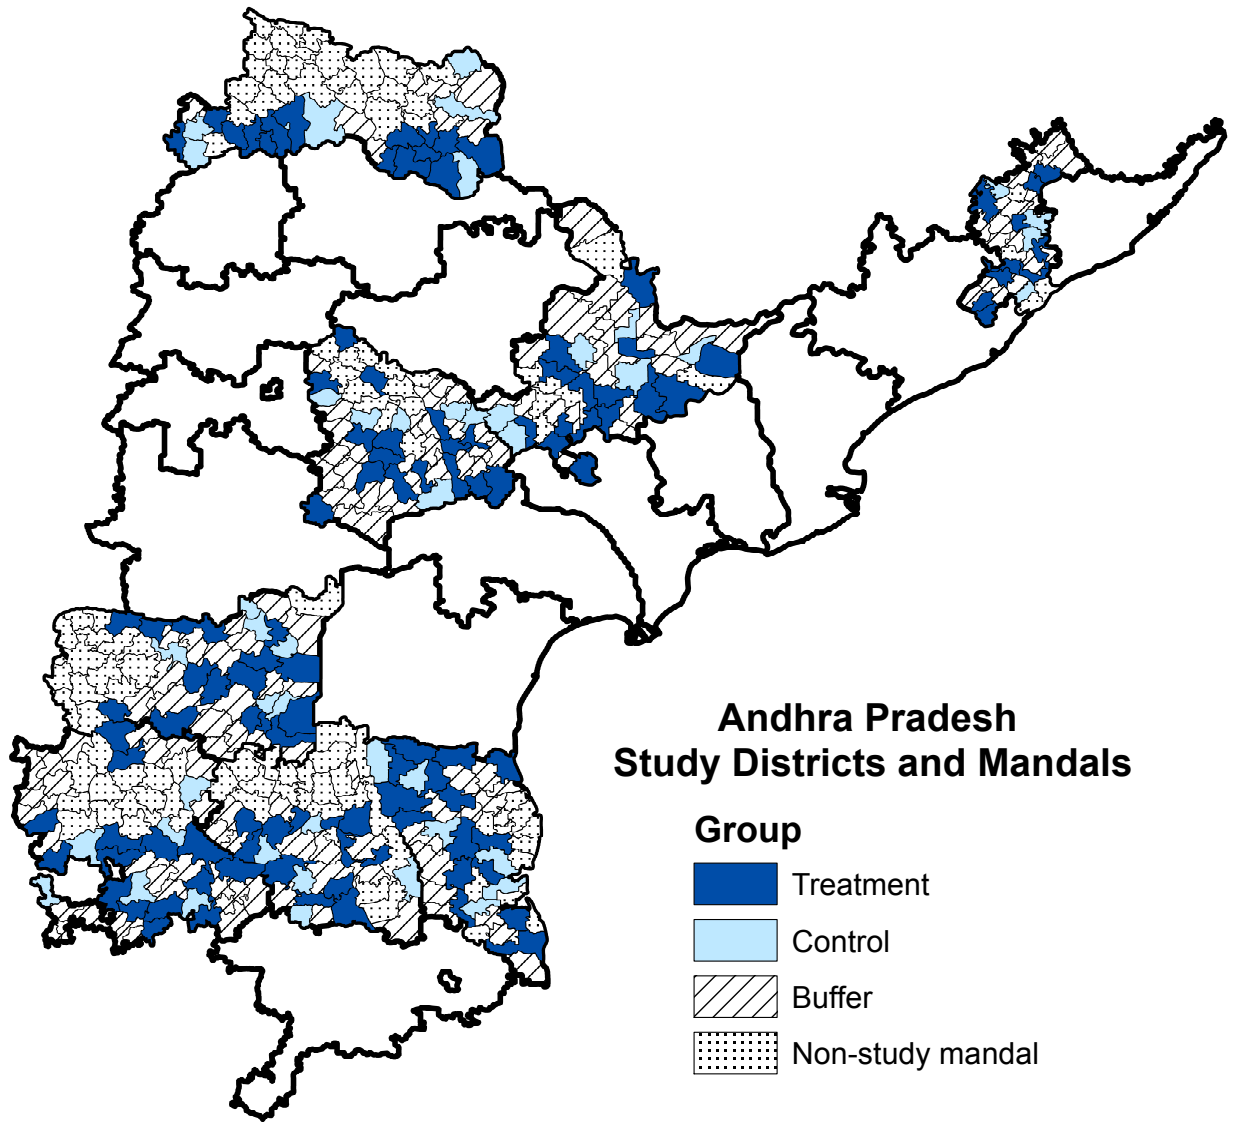 Andhra Pradesh
Study Districts and Mandals
Group
Treatment
Control
Buffer
Non-study mandal